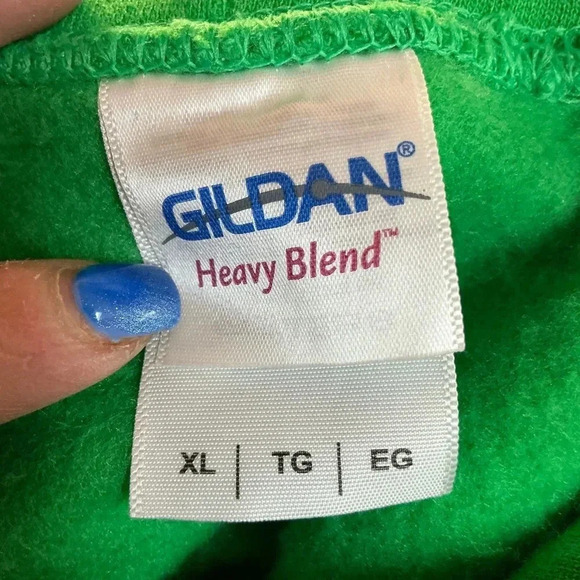 GILDAN®
Heavy Blend™
XL | TG | EG